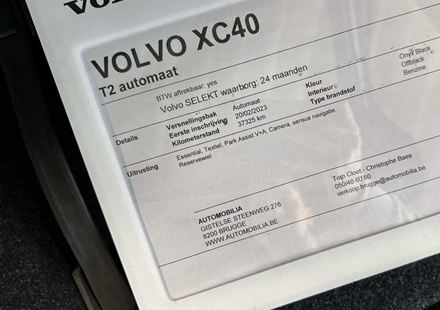 VOLVO XC40
T2 automaat
BTW aftrekbaar: yes
Volvo SELEKT waarborg: 24 maanden
Details
Versnellingsbak Automaat
Eerste inschrijving 20/02/2023
Kilometerstand 37325 km
Kleur Onyx Black
Interieur: Offblack
Type brandstof Benzine
Uitrusting
Essential, Textiel, Park Assist V+A, Camera, sensus navigatie,
Reservewiel
AUTOMOBILIA
GISTELSE STEENWEG 276
8200 BRUGGE
WWW.AUTOMOBILIA.BE
Top Cloet - Christophe Baes
050/40 60 00
verkoop.brugge@automobilia.be